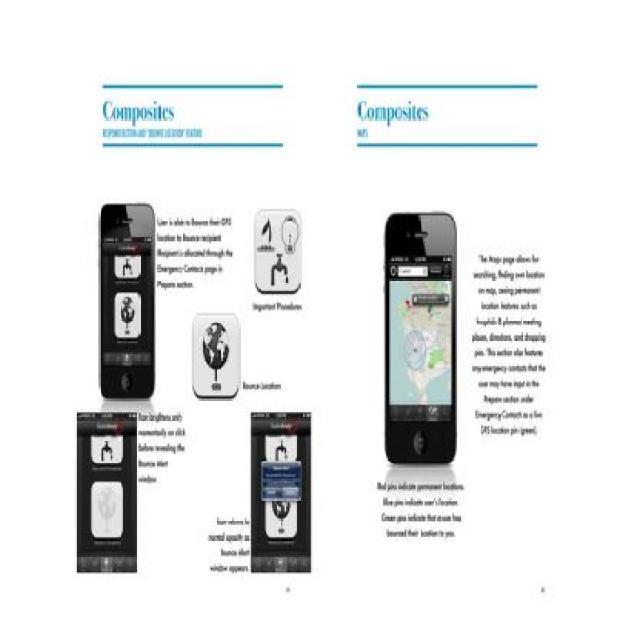 Composites
RESPOND SECTION AND "BOUNCE LOCATION" FEATURE
User is able to Bounce their GPS
location to Bounce recipient
Recipient is allocated through the
Emergency Contacts page in
Prepare section.
Important Procedures
Bounce Location
Icon brightens only
momentarily on click
before revealing the
Bounce Alert
window
Icon returns to
normal opacity as
Bounce Alert
window appears.
Composites
MAPS
The Maps page allows for
searching, finding own location
on map, seeing permanent
location features such as
hospitals & planned meeting
places, directions, and dropping
pins. This section also features
any emergency contacts that the
user may have input in the
Prepare section under
Emergency Contacts as a live
GPS location pin (green).
Red pins indicate permanent locations.
Blue pins indicate user's location.
Green pins indicate that a user has
bounced their location to you.